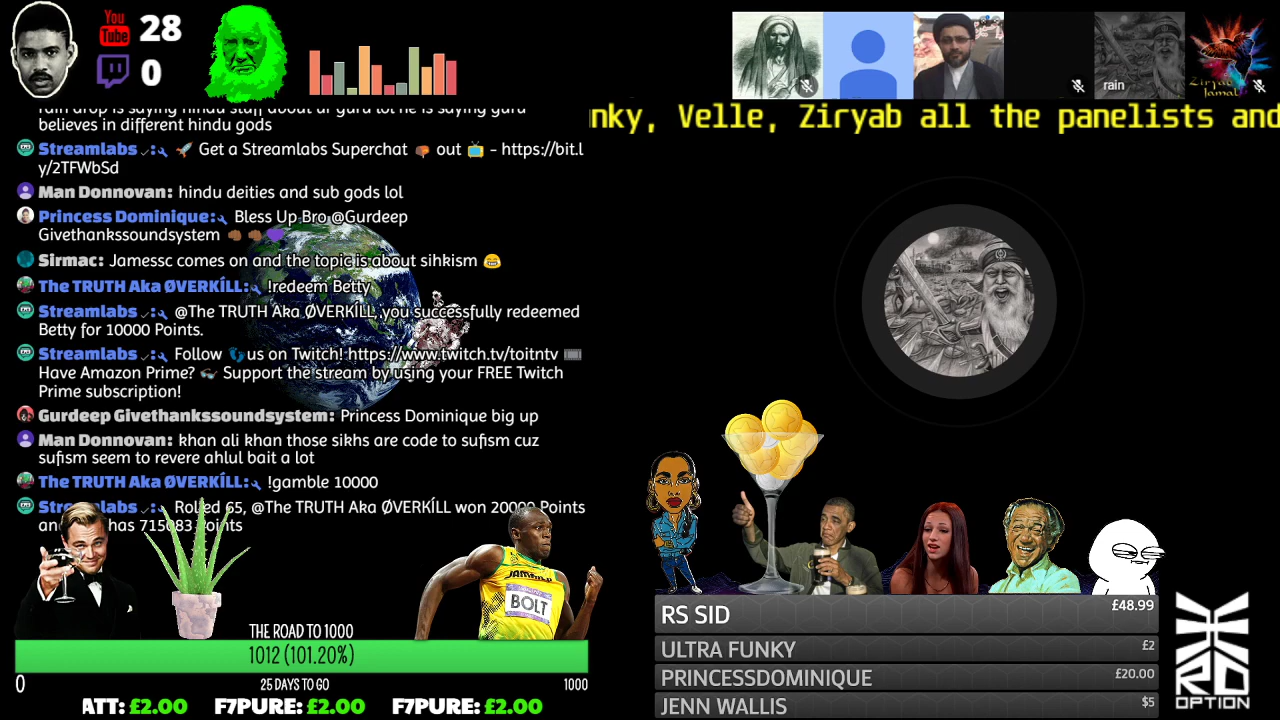 You
Tube
28
0
rain
Ziryab
Jamal
nky, Velle, Ziryab all the panelists and
rain drop is saying hindu stuff about ur guru lol he is saying guru
believes in different hindu gods
Streamlabs: Get a Streamlabs Superchat out - https://bit.l
y/2TFWbSd
Man Donnovan: hindu deities and sub gods lol
Princess Dominique: Bless Up Bro @Gurdeep
Givethankssoundsystem
Sirmac: Jamessc comes on and the topic is about sihkism
The TRUTH Aka ØVERKÍLL: !redeem Betty
Streamlabs: @The TRUTH Aka ØVERKÍLL, you successfully redeemed
Betty for 10000 Points.
Streamlabs: Follow us on Twitch! https://www.twitch.tv/toitntv
Have Amazon Prime? Support the stream by using your FREE Twitch
Prime subscription!
Gurdeep Givethankssoundsystem: Princess Dominique big up
Man Donnovan: khan ali khan those sikhs are code to sufism cuz
sufism seem to revere ahlul bait a lot
The TRUTH Aka ØVERKÍLL: !gamble 10000
Streamlabs: Rolled 65, @The TRUTH Aka ØVERKÍLL won 20000 Points
and has 715083 Points
JAMAICA
BOLT
THE ROAD TO 1000
1012 (101.20%)
0
25 DAYS TO GO
1000
ATT: £2.00 F7PURE: £2.00 F7PURE: £2.00
RS SID £48.99
ULTRA FUNKY £2
PRINCESSDOMINIQUE £20.00
JENN WALLIS $5
OPTION